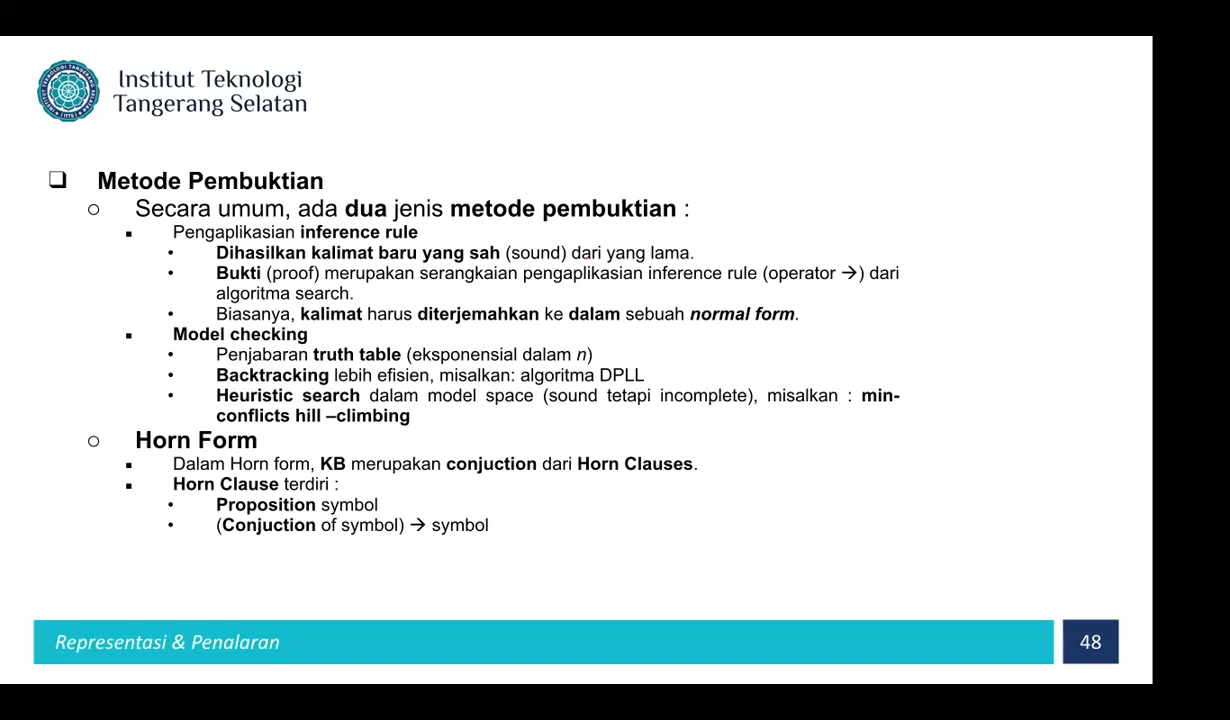 Institut Teknologi
Tangerang Selatan
❑ Metode Pembuktian
○ Secara umum, ada dua jenis metode pembuktian :
▪ Pengaplikasian inference rule
• Dihasilkan kalimat baru yang sah (sound) dari yang lama.
• Bukti (proof) merupakan serangkaian pengaplikasian inference rule (operator →) dari
algoritma search.
• Biasanya, kalimat harus diterjemahkan ke dalam sebuah normal form.
▪ Model checking
• Penjabaran truth table (eksponensial dalam n)
• Backtracking lebih efisien, misalkan: algoritma DPLL
• Heuristic search dalam model space (sound tetapi incomplete), misalkan : min-
conflicts hill –climbing
○ Horn Form
▪ Dalam Horn form, KB merupakan conjuction dari Horn Clauses.
▪ Horn Clause terdiri :
• Proposition symbol
• (Conjuction of symbol) → symbol
Representasi & Penalaran
48